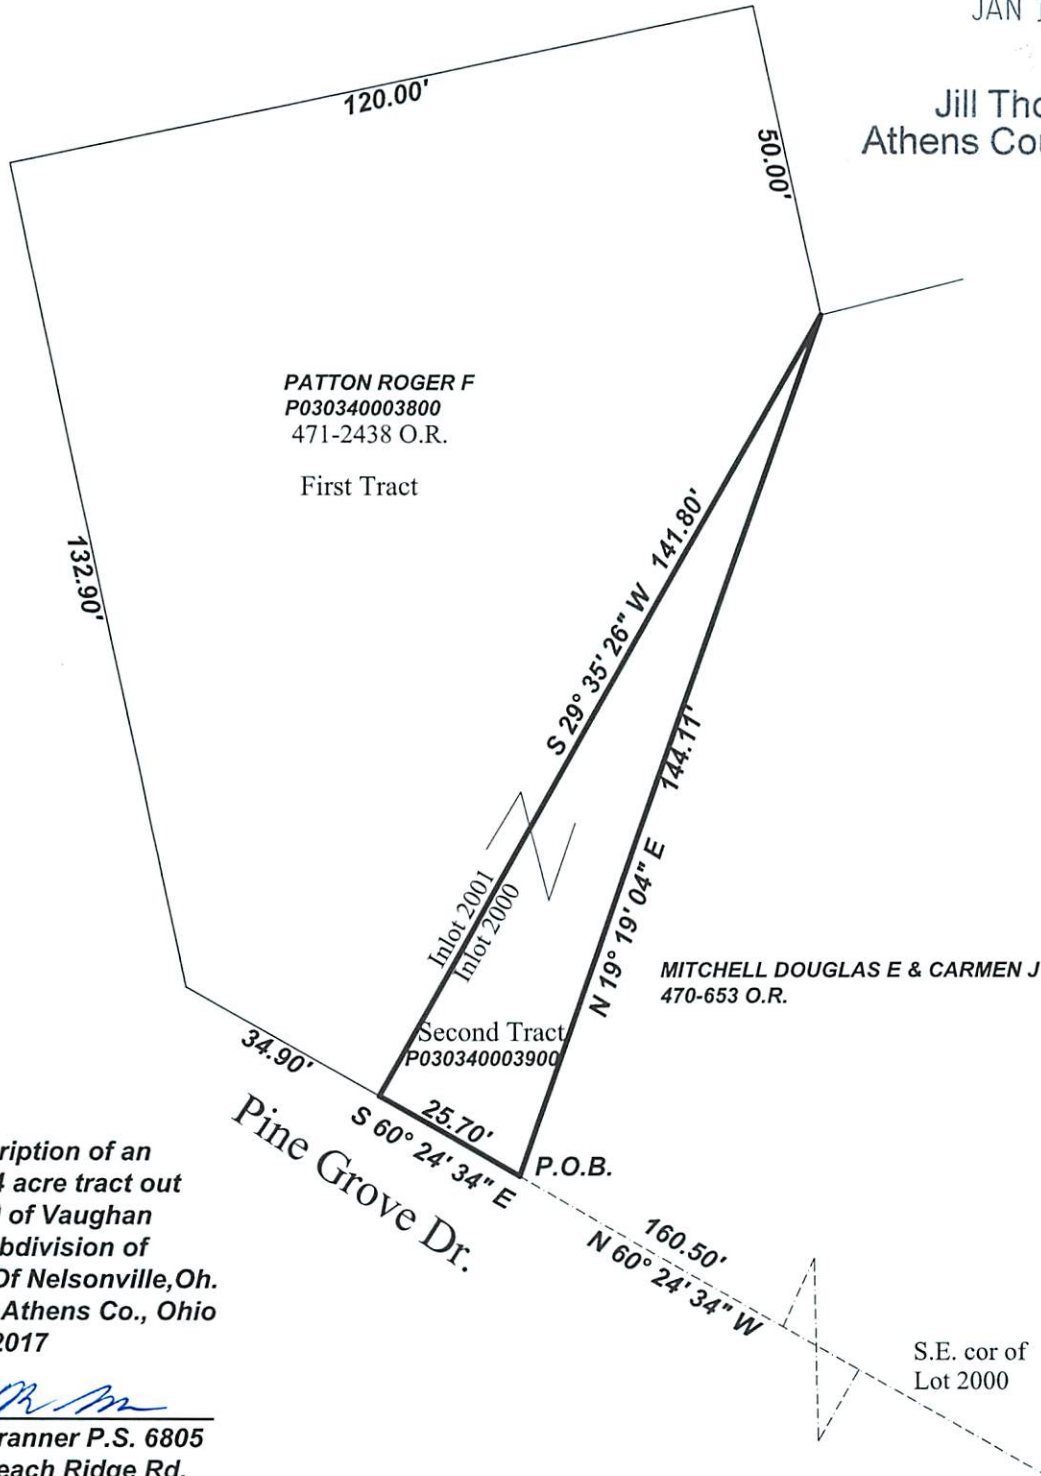 JAN
Jill Tho
Athens Cou
120.00'
50.00'
PATTON ROGER F
P030340003800
471-2438 O.R.
First Tract
132.90'
S 29° 35' 26" W 141.80'
N 19° 19' 04" E 144.11'
Inlot 2001
Inlot 2000
MITCHELL DOUGLAS E & CARMEN J
470-653 O.R.
Second Tract
P030340003900
34.90'
25.70'
S 60° 24' 34" E
P.O.B.
Pine Grove Dr.
160.50'
N 60° 24' 34" W
S.E. cor of
Lot 2000
ription of an
4 acre tract out
of Vaughan
bdivision of
Of Nelsonville,Oh.
Athens Co., Ohio
2017
ranner P.S. 6805
each Ridge Rd.